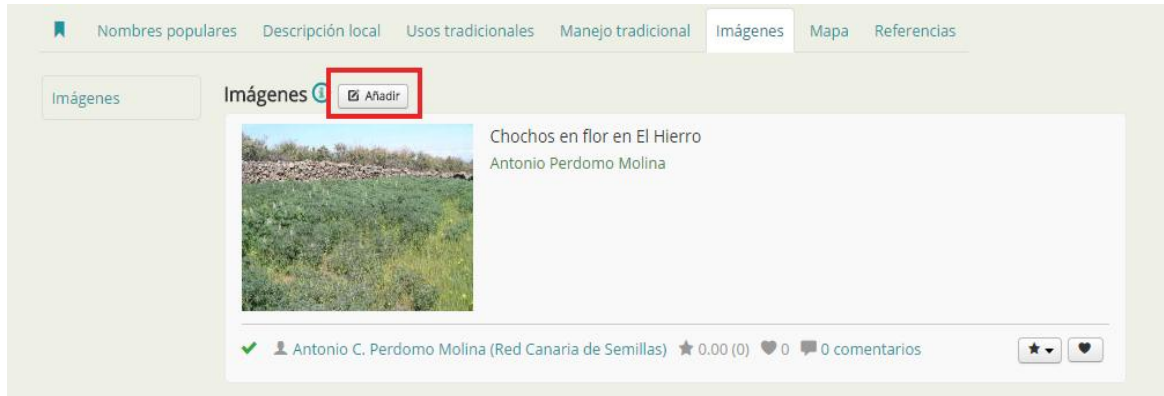 Nombres populares Descripción local Usos tradicionales Manejo tradicional Imágenes Mapa Referencias
Imágenes
Imágenes Añadir
Chochos en flor en El Hierro
Antonio Perdomo Molina
Antonio C. Perdomo Molina (Red Canaria de Semillas) 0.00 (0) 0 0 comentarios